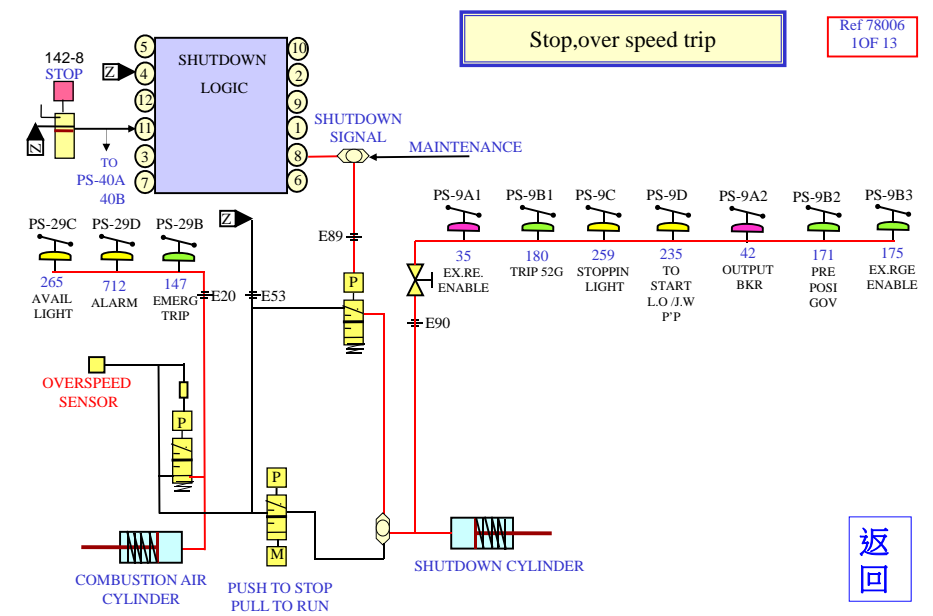 Stop,over speed trip
Ref 78006
1OF 13
142-8
STOP
Z
Z
SHUTDOWN
LOGIC
5
4
12
11
3
7
10
2
9
1
8
6
TO
PS-40A
40B
SHUTDOWN
SIGNAL
MAINTENANCE
PS-29C
PS-29D
PS-29B
265
AVAIL
LIGHT
712
ALARM
147
EMERG
TRIP
Z
E20
E53
E89
E90
PS-9A1
PS-9B1
PS-9C
PS-9D
PS-9A2
PS-9B2
PS-9B3
35
EX.RE.
ENABLE
180
TRIP 52G
259
STOPPIN
LIGHT
235
TO
START
L.O /J.W
P'P
42
OUTPUT
BKR
171
PRE
POSI
GOV
175
EX.RGE
ENABLE
P
OVERSPEED
SENSOR
P
P
M
COMBUSTION AIR
CYLINDER
PUSH TO STOP
PULL TO RUN
SHUTDOWN CYLINDER
返
回